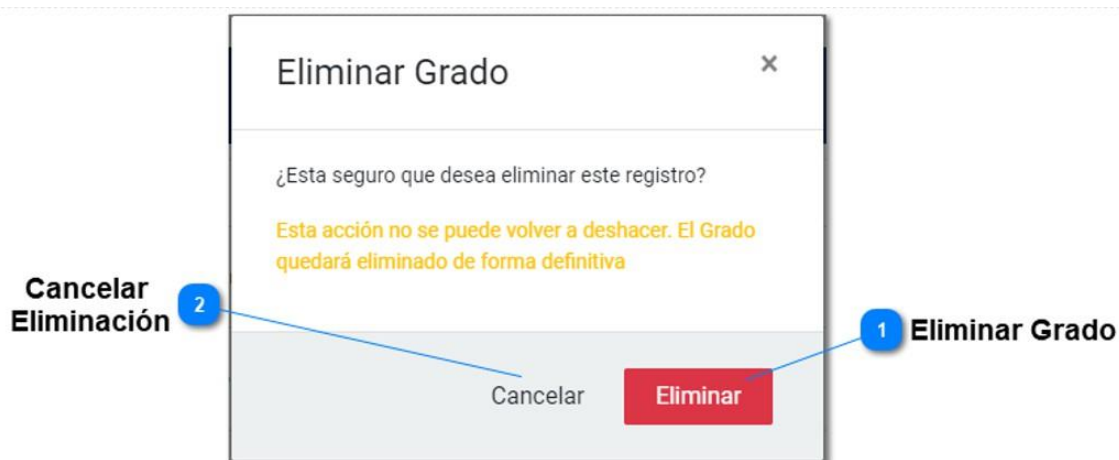 Eliminar Grado
×
¿Esta seguro que desea eliminar este registro?
Esta acción no se puede volver a deshacer. El Grado
quedará eliminado de forma definitiva
Cancelar
Eliminación
2
1
Eliminar Grado
Cancelar
Eliminar